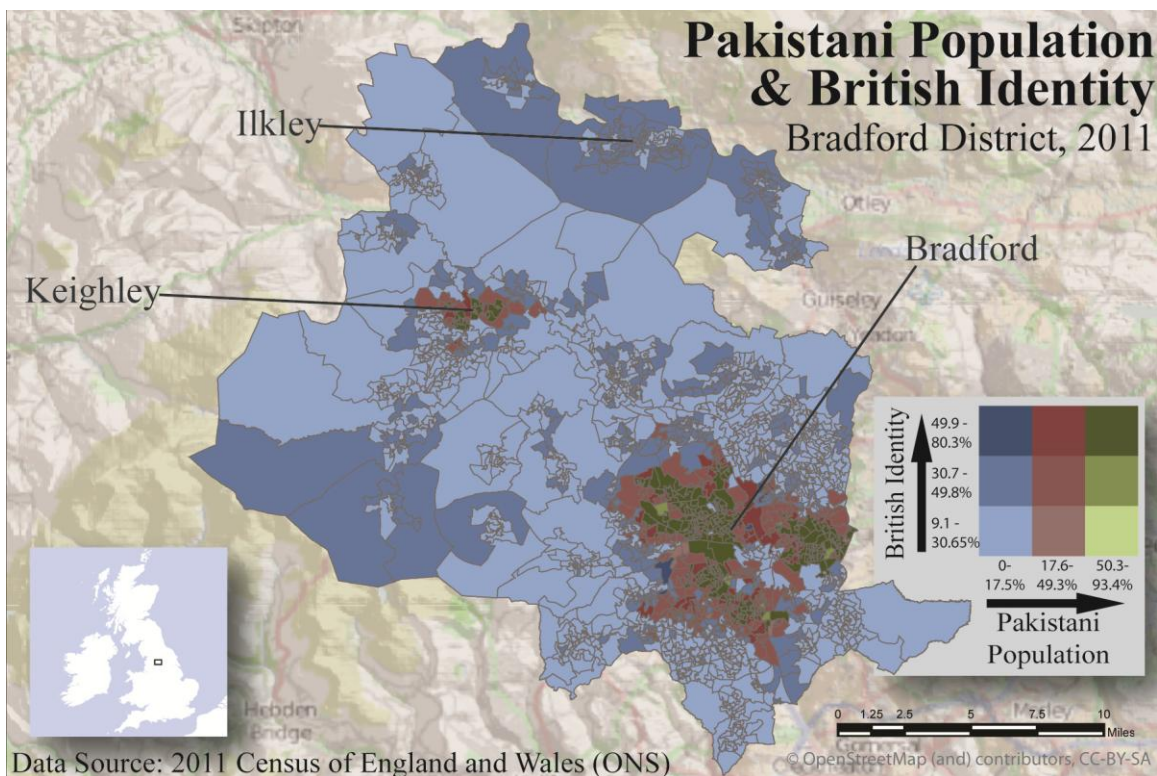 Pakistani Population
& British Identity
Bradford District, 2011
Skipton
Ilkley
Otley
Bradford
Keighley
Guiseley
British Identity
49.9 -
80.3%
30.7 -
49.8%
9.1 -
30.65%
0-
17.5%
17.6-
49.3%
50.3-
93.4%
Pakistani
Population
Hebden
Bridge
Morley
0 1.25 2.5 5 7.5 10
Miles
Data Source: 2011 Census of England and Wales (ONS)
© OpenStreetMap (and) contributors, CC-BY-SA